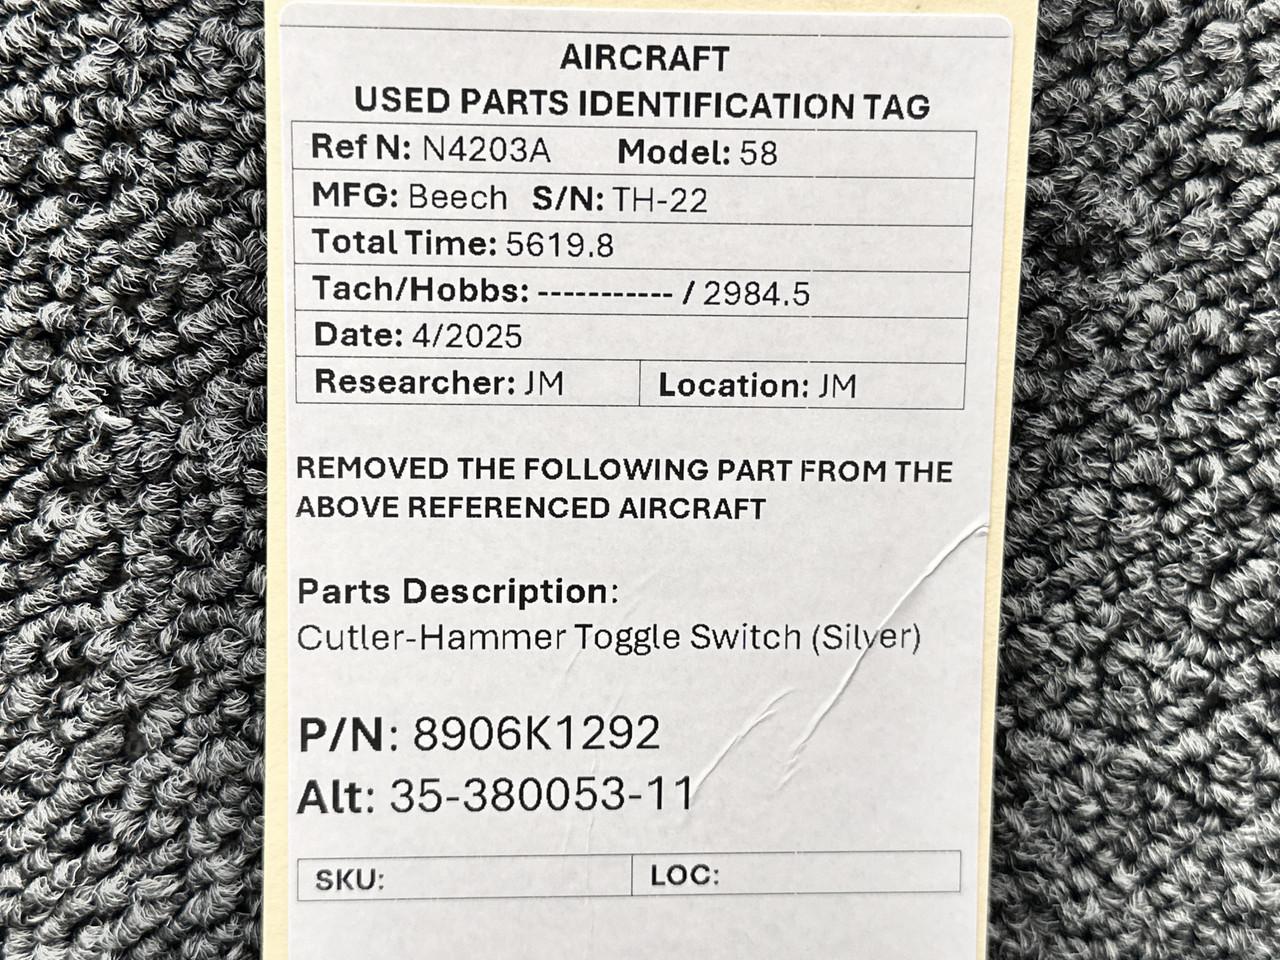 AIRCRAFT
USED PARTS IDENTIFICATION TAG
Ref N: N4203A Model: 58
MFG: Beech S/N: TH-22
Total Time: 5619.8
Tach/Hobbs: ----------- / 2984.5
Date: 4/2025
Researcher: JM Location: JM
REMOVED THE FOLLOWING PART FROM THE
ABOVE REFERENCED AIRCRAFT
Parts Description:
Cutler-Hammer Toggle Switch (Silver)
P/N: 8906K1292
Alt: 35-380053-11
SKU: LOC: